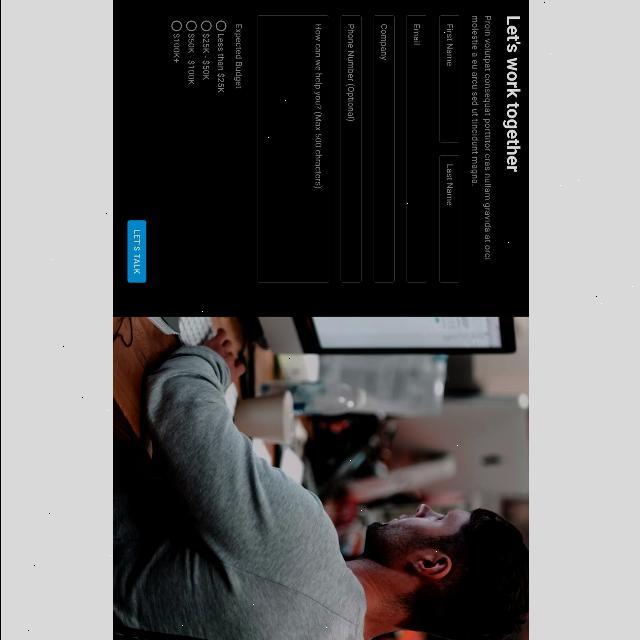 Let's work together
Proin volutpat consequat porttitor cras nullam gravida at orci
molestie a eu arcu sed ut tincidunt magna.
First Name
Last Name
Email
Company
Phone Number (Optional)
How can we help you? (Max 500 characters)
Expected Budget
Less than $25K
$25K - $50K
$50K - $100K
$100K+
LET'S TALK